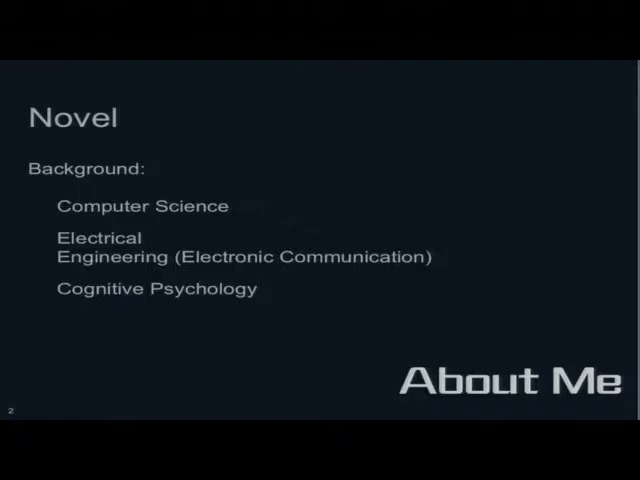 Novel
Background:
Computer Science
Electrical
Engineering (Electronic Communication)
Cognitive Psychology
About Me
2